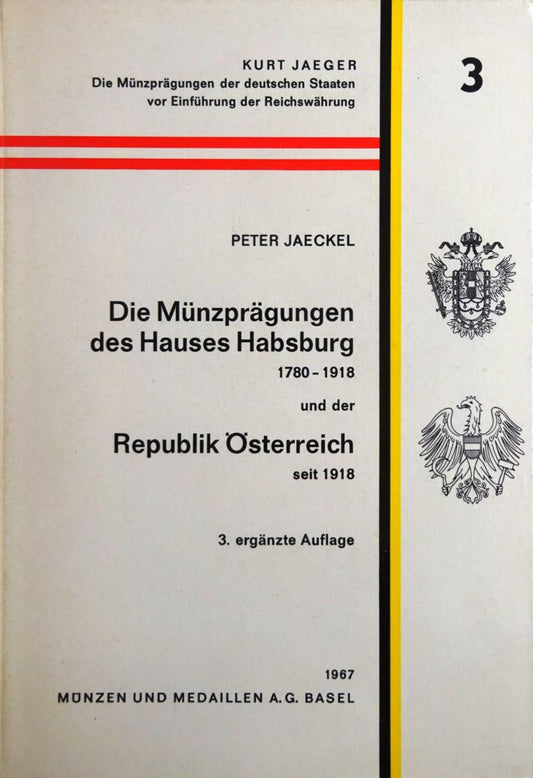 KURT JAEGER
Die Münzprägungen der deutschen Staaten
vor Einführung der Reichswährung
3
PETER JAECKEL
Die Münzprägungen
des Hauses Habsburg
1780–1918
und der
Republik Österreich
seit 1918
3. ergänzte Auflage
1967
MÜNZEN UND MEDAILLEN A.G. BASEL